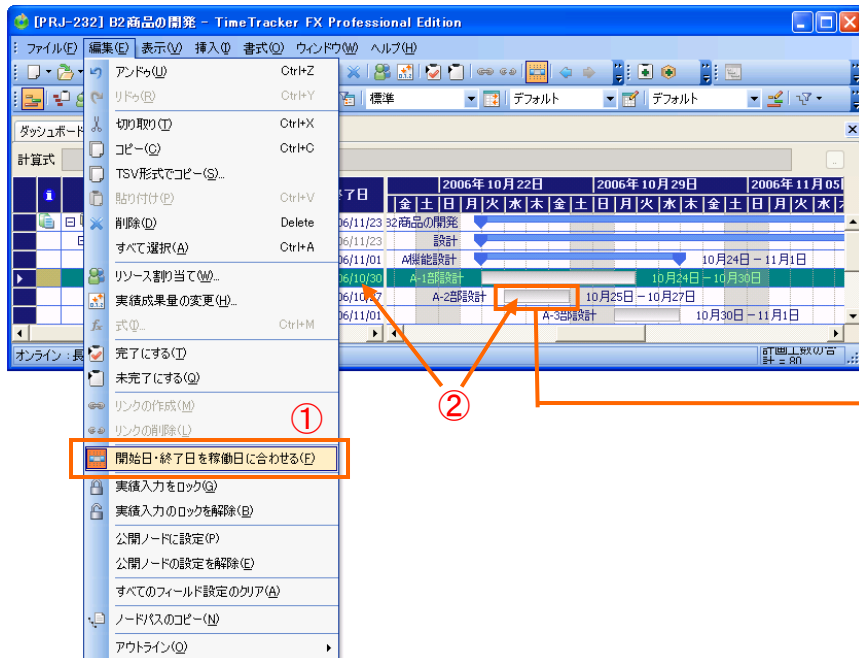 [PRJ-232] B2商品の開発 - TimeTracker FX Professional Edition
ファイル(F) 編集(E) 表示(V) 挿入(I) 書式(O) ウィンドウ(W) ヘルプ(H)
アンドゥ(U) Ctrl+Z
リドゥ(R) Ctrl+Y
標準 デフォルト デフォルト
切り取り(T) Ctrl+X
ダッシュボード
コピー(C) Ctrl+C
計算式
TSV形式でコピー(S)...
貼り付け(P) Ctrl+V
了日 2006年10月22日 2006年10月29日 2006年11月05
金 土 日 月 火 水 木 金 土 日 月 火 水 木 金 土 日 月 火 水
削除(D) Delete
06/11/23 B2商品の開発
すべて選択(A) Ctrl+A
06/11/23 設計
06/11/01 A機能設計 10月24日 - 11月1日
リソース割り当て(W)...
06/10/30 A-1部設計 10月24日 - 10月30日
実績成果量の変更(H)...
06/10/27 A-2部設計 10月25日 - 10月27日
式(I)... Ctrl+M
06/11/01 A-3部設計 10月30日 - 11月1日
完了にする(T)
オンライン : 長
計画工数の合計 = 80
未完了にする(O)
リンクの作成(M)
①
②
リンクの削除(L)
開始日・終了日を稼働日に合わせる(F)
実績入力をロック(G)
実績入力のロックを解除(B)
公開ノードに設定(P)
公開ノードの設定を解除(E)
すべてのフィールド設定のクリア(A)
ノードパスのコピー(N)
アウトライン(O)